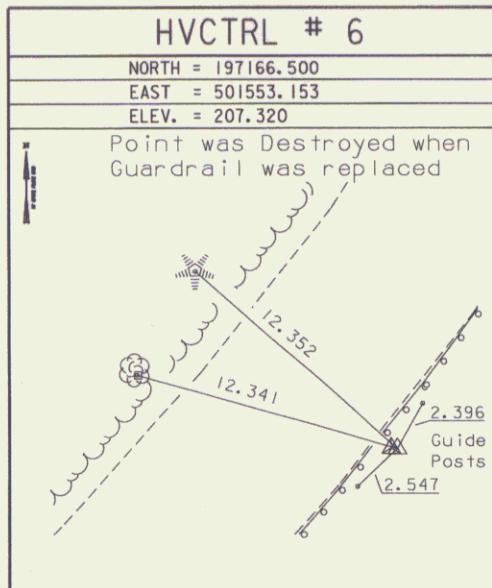 HVCTRL # 6
NORTH = 197166.500
EAST = 501553.153
ELEV. = 207.320
Point was Destroyed when
Guardrail was replaced
12.352
12.341
2.396
Guide
Posts
2.547